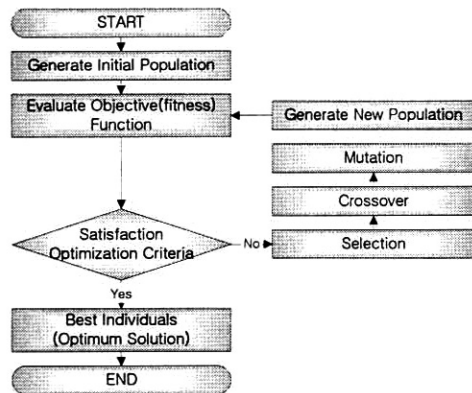 START
Generate Initial Population
Evaluate Objective(fitness)
Function
Generate New Population
Mutation
Crossover
Selection
Satisfaction
Optimization Criteria
No
Yes
Best Individuals
(Optimum Solution)
END